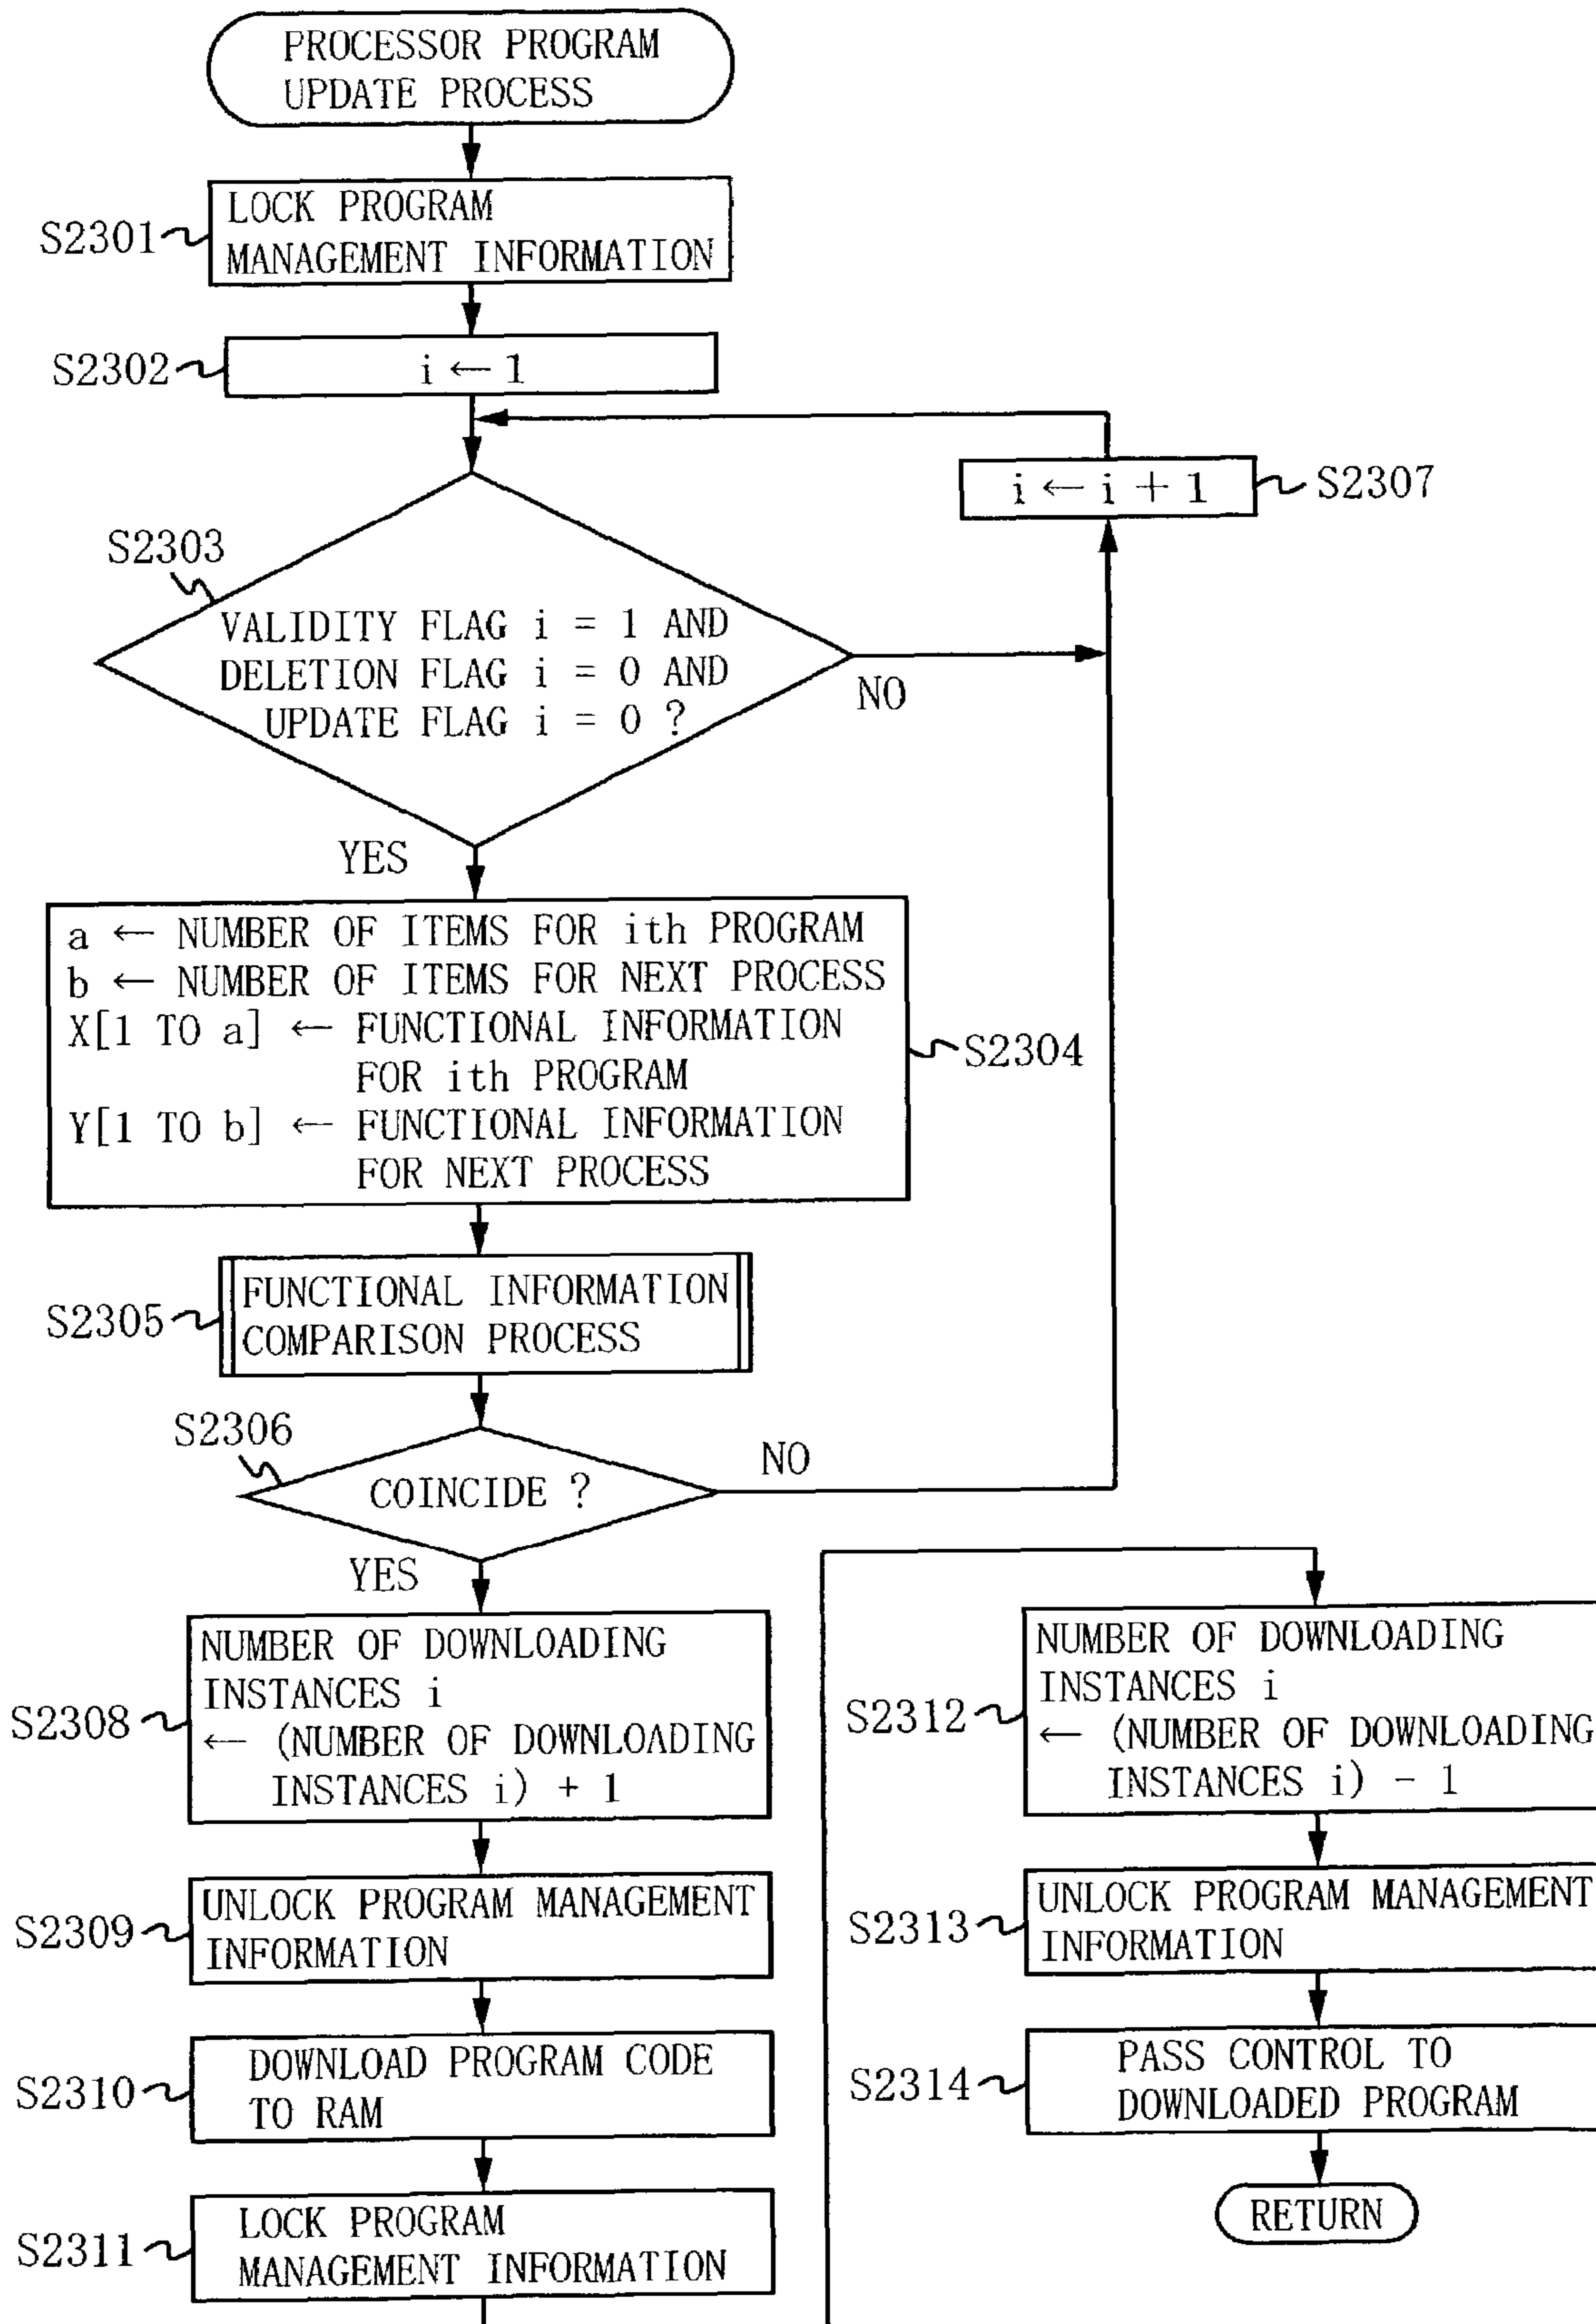 PROCESSOR PROGRAM
UPDATE PROCESS
S2301
LOCK PROGRAM
MANAGEMENT INFORMATION
S2302
i ← 1
i ← i + 1
S2307
S2303
VALIDITY FLAG i = 1 AND
DELETION FLAG i = 0 AND
UPDATE FLAG i = 0 ?
NO
YES
a ← NUMBER OF ITEMS FOR ith PROGRAM
b ← NUMBER OF ITEMS FOR NEXT PROCESS
X[1 TO a] ← FUNCTIONAL INFORMATION
FOR ith PROGRAM
Y[1 TO b] ← FUNCTIONAL INFORMATION
FOR NEXT PROCESS
S2304
S2305
FUNCTIONAL INFORMATION
COMPARISON PROCESS
S2306
COINCIDE ?
NO
YES
S2308
NUMBER OF DOWNLOADING
INSTANCES i
← (NUMBER OF DOWNLOADING
INSTANCES i) + 1
S2309
UNLOCK PROGRAM MANAGEMENT
INFORMATION
S2310
DOWNLOAD PROGRAM CODE
TO RAM
S2311
LOCK PROGRAM
MANAGEMENT INFORMATION
S2312
NUMBER OF DOWNLOADING
INSTANCES i
← (NUMBER OF DOWNLOADING
INSTANCES i) - 1
S2313
UNLOCK PROGRAM MANAGEMENT
INFORMATION
S2314
PASS CONTROL TO
DOWNLOADED PROGRAM
RETURN